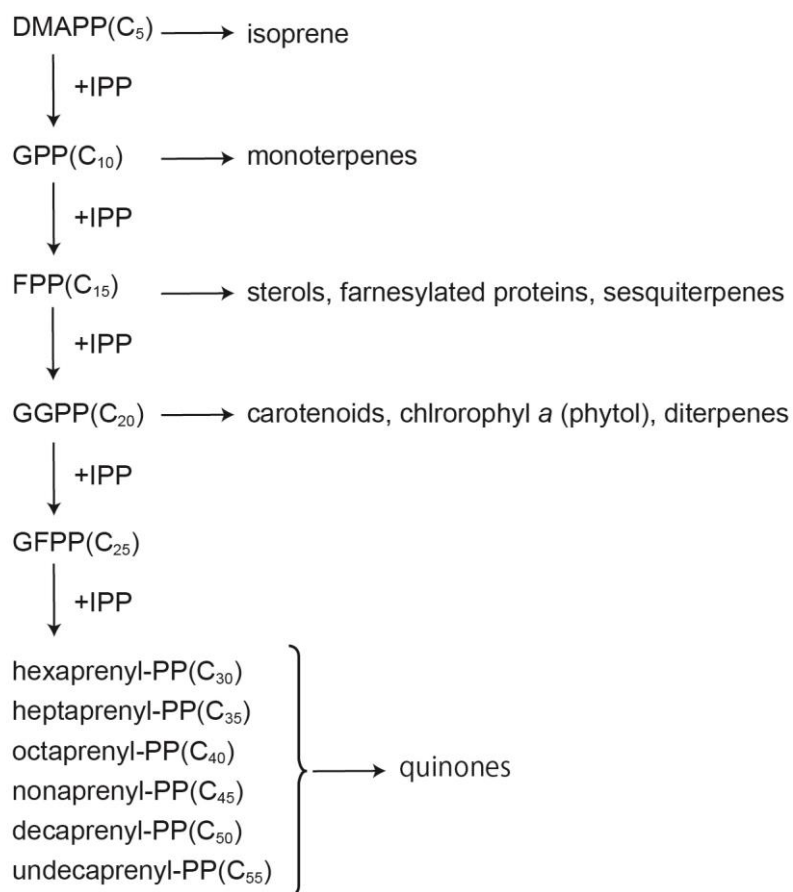 DMAPP(C₅) → isoprene
+IPP
GPP(C₁₀) → monoterpenes
+IPP
FPP(C₁₅) → sterols, farnesylated proteins, sesquiterpenes
+IPP
GGPP(C₂₀) → carotenoids, chlrorophyl a (phytol), diterpenes
+IPP
GFPP(C₂₅)
+IPP
hexaprenyl-PP(C₃₀)
heptaprenyl-PP(C₃₅)
octaprenyl-PP(C₄₀)
nonaprenyl-PP(C₄₅)
decaprenyl-PP(C₅₀)
undecaprenyl-PP(C₅₅)
quinones